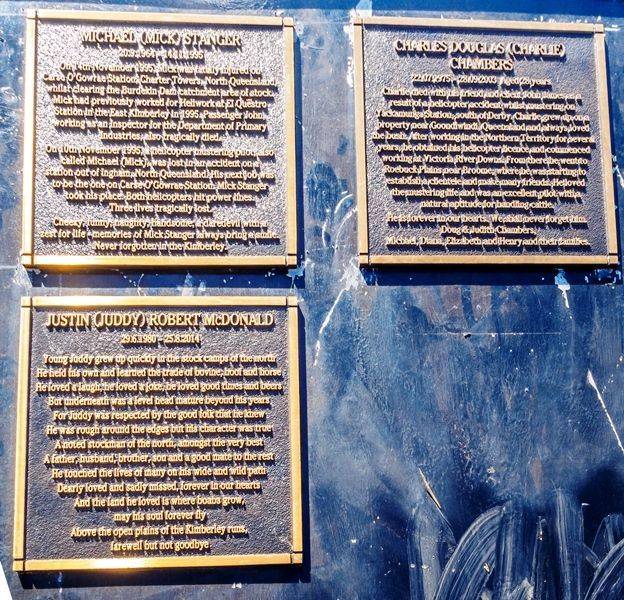 MICHAEL (MICK) STANGER
On 14th November 1995, Mick was fatally injured on
Carse O'Gowrae Station, Charter Towers, North Queensland,
whilst clearing the Burdekin Dam catchment area of stock.
Mick had previously worked for Heliwork at El Questro
Station in the East Kimberley in 1995. Passenger John,
working as an inspector for the Department of Primary
Industries, also tragically died.
On 10th November 1995, a helicopter mustering pilot, also
called Michael (Mick), was lost in an accident on a
station out of Ingham, North Queensland. His next job was
to be the one on Carse O'Gowrae Station. Mick Stanger
took his place. Both helicopters hit power lines.
Three lives tragically lost.
Cheeky, funny, naughty, handsome, a daredevil with a
zest for life - memories of Mick Stanger always bring a smile.
Never forgotten in the Kimberley.
CHARLES DOUGLAS (CHARLIE)
CHAMBERS
Aged 28 years
Charlie died with his friend and client John James as a
result of a helicopter accident whilst mustering on
Yackamunga Station, south of Derby. Charlie grew up on a
property near Goondiwindi, Queensland and always loved
the bush. After working in the Northern Territory for several
years, he obtained his helicopter licence and commenced
working at Victoria River Downs. From there he went to
Roebuck Plains near Broome, where he was starting to
establish a clientele and make many friends. He loved
the mustering life and was an excellent pilot with a
natural aptitude for handling cattle.
He is forever in our hearts. We shall never forget him.
Doug & Judith Chambers,
Michael, Diana, Elizabeth and Henry and their families.
JUSTIN (JUDDY) ROBERT McDONALD
29.6.1980 - 25.8.2014
Young Juddy grew up quickly in the stock camps of the north
He held his own and learned the trade of bovine, hoof and horse
He loved a laugh, he loved a joke, he loved good times and beers
But underneath was a level head mature beyond his years
For Juddy was respected by the good folk that he knew
He was rough around the edges but his character was true
A noted stockman of the north, amongst the very best
A father, husband, brother, son and a good mate to the rest
He touched the lives of many on his wide and wild path
Dearly loved and sadly missed, forever in our hearts
And the land he loved is where boabs grow,
may his soul forever fly
Above the open plains of the Kimberley runs,
farewell but not goodbye